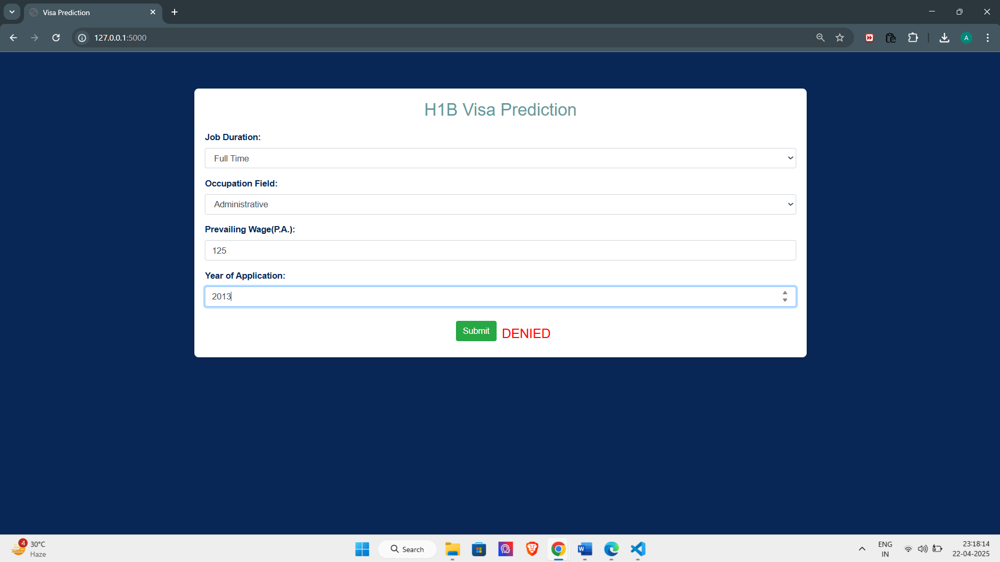 Visa Prediction
127.0.0.1:5000
A
H1B Visa Prediction
Job Duration:
Full Time
Occupation Field:
Administrative
Prevailing Wage(P.A.):
125
Year of Application:
2013
Submit DENIED
4
30°C
Haze
Search
W
ENG
IN
23:18:14
22-04-2025